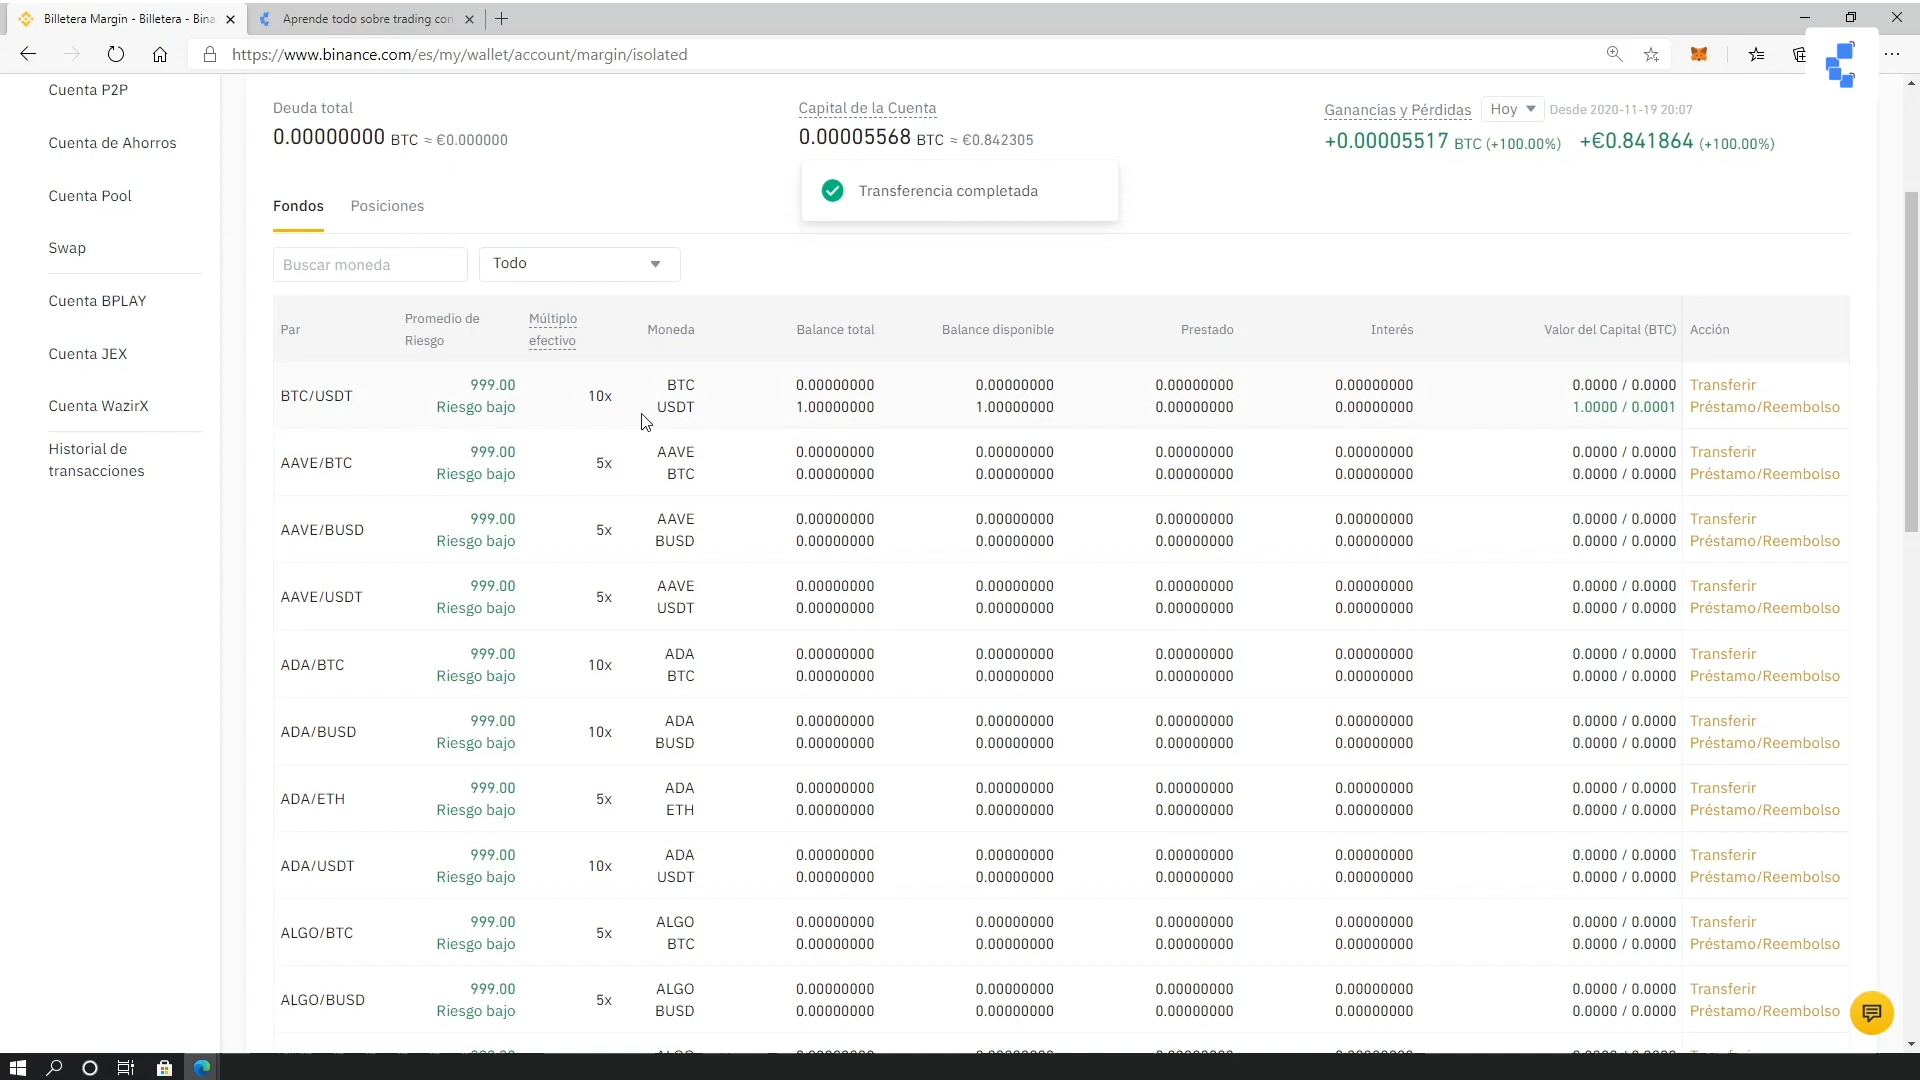 Billetera Margin - Billetera - Bina
Aprende todo sobre trading con
https://www.binance.com/es/my/wallet/account/margin/isolated
Cuenta P2P
Cuenta de Ahorros
Cuenta Pool
Swap
Cuenta BPLAY
Cuenta JEX
Cuenta WazirX
Historial de
transacciones
Deuda total
0.00000000 BTC ≈ €0.000000
Capital de la Cuenta
0.00005568 BTC ≈ €0.842305
Ganancias y Pérdidas Hoy Desde 2020-11-19 20:07
+0.00005517 BTC (+100.00%) +€0.841864 (+100.00%)
Transferencia completada
Fondos Posiciones
Buscar moneda Todo
Par Promedio de Riesgo Múltiplo efectivo Moneda Balance total Balance disponible Prestado Interés Valor del Capital (BTC) Acción
BTC/USDT 999.00 Riesgo bajo 10x
BTC 0.00000000 0.00000000 0.00000000 0.00000000 0.0000 / 0.0000 Transferir
USDT 1.00000000 1.00000000 0.00000000 0.00000000 1.0000 / 0.0001 Préstamo/Reembolso
AAVE/BTC 999.00 Riesgo bajo 5x
AAVE 0.00000000 0.00000000 0.00000000 0.00000000 0.0000 / 0.0000 Transferir
BTC 0.00000000 0.00000000 0.00000000 0.00000000 0.0000 / 0.0000 Préstamo/Reembolso
AAVE/BUSD 999.00 Riesgo bajo 5x
AAVE 0.00000000 0.00000000 0.00000000 0.00000000 0.0000 / 0.0000 Transferir
BUSD 0.00000000 0.00000000 0.00000000 0.00000000 0.0000 / 0.0000 Préstamo/Reembolso
AAVE/USDT 999.00 Riesgo bajo 5x
AAVE 0.00000000 0.00000000 0.00000000 0.00000000 0.0000 / 0.0000 Transferir
USDT 0.00000000 0.00000000 0.00000000 0.00000000 0.0000 / 0.0000 Préstamo/Reembolso
ADA/BTC 999.00 Riesgo bajo 10x
ADA 0.00000000 0.00000000 0.00000000 0.00000000 0.0000 / 0.0000 Transferir
BTC 0.00000000 0.00000000 0.00000000 0.00000000 0.0000 / 0.0000 Préstamo/Reembolso
ADA/BUSD 999.00 Riesgo bajo 10x
ADA 0.00000000 0.00000000 0.00000000 0.00000000 0.0000 / 0.0000 Transferir
BUSD 0.00000000 0.00000000 0.00000000 0.00000000 0.0000 / 0.0000 Préstamo/Reembolso
ADA/ETH 999.00 Riesgo bajo 5x
ADA 0.00000000 0.00000000 0.00000000 0.00000000 0.0000 / 0.0000 Transferir
ETH 0.00000000 0.00000000 0.00000000 0.00000000 0.0000 / 0.0000 Préstamo/Reembolso
ADA/USDT 999.00 Riesgo bajo 10x
ADA 0.00000000 0.00000000 0.00000000 0.00000000 0.0000 / 0.0000 Transferir
USDT 0.00000000 0.00000000 0.00000000 0.00000000 0.0000 / 0.0000 Préstamo/Reembolso
ALGO/BTC 999.00 Riesgo bajo 5x
ALGO 0.00000000 0.00000000 0.00000000 0.00000000 0.0000 / 0.0000 Transferir
BTC 0.00000000 0.00000000 0.00000000 0.00000000 0.0000 / 0.0000 Préstamo/Reembolso
ALGO/BUSD 999.00 Riesgo bajo 5x
ALGO 0.00000000 0.00000000 0.00000000 0.00000000 0.0000 / 0.0000 Transferir
BUSD 0.00000000 0.00000000 0.00000000 0.00000000 0.0000 / 0.0000 Préstamo/Reembolso